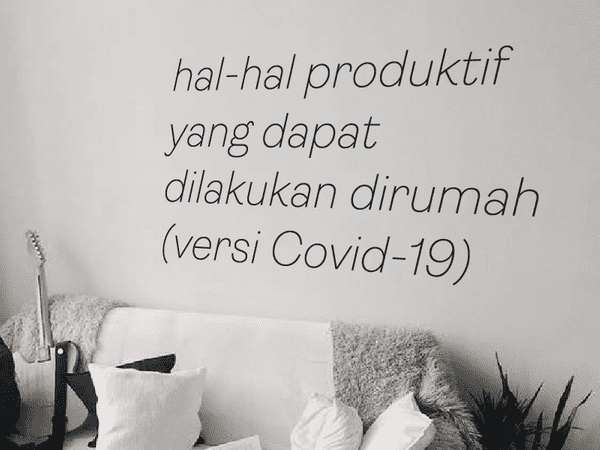 hal-hal produktif
yang dapat
dilakukan dirumah
(versi Covid-19)